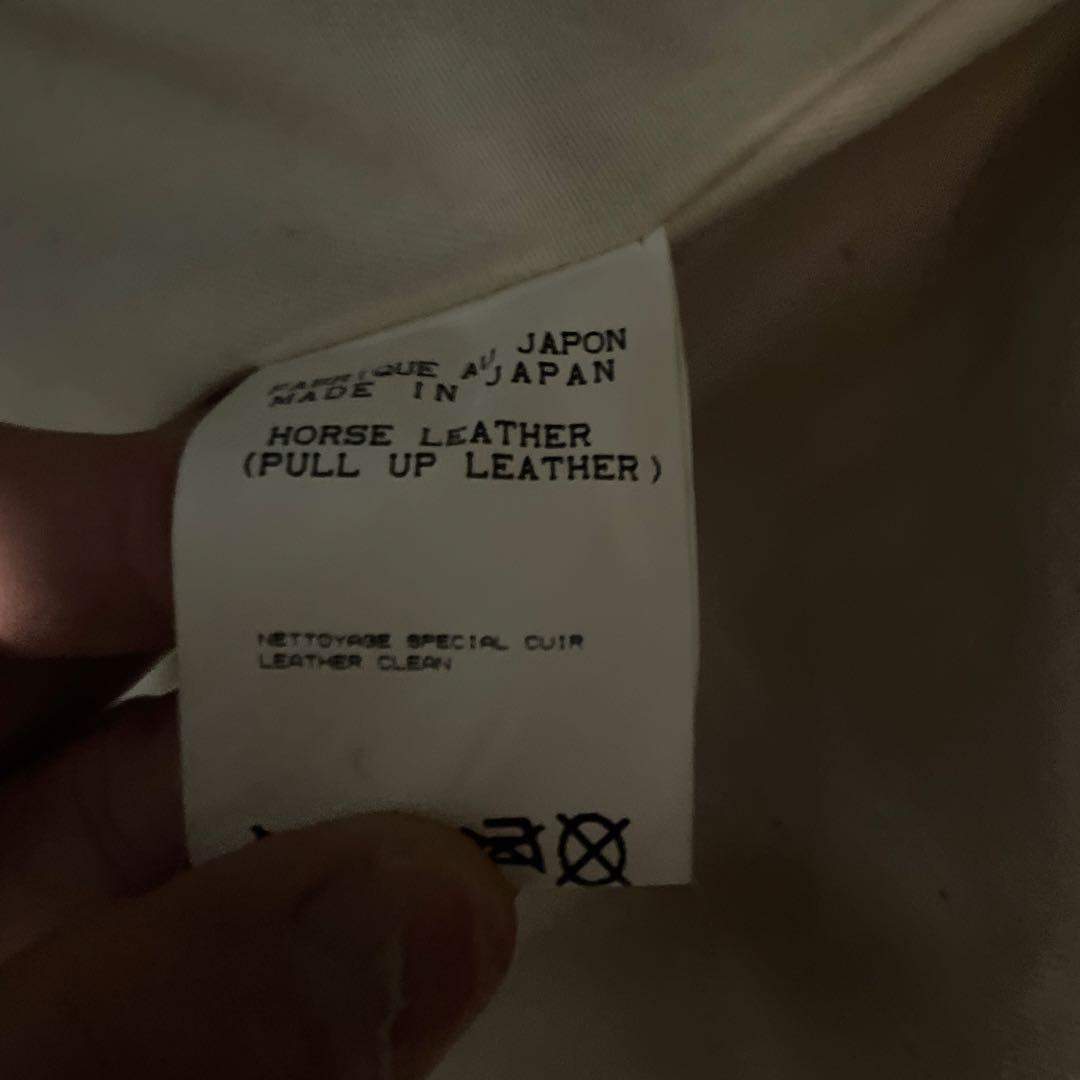 FABRIQUE AU JAPON
MADE IN JAPAN
HORSE LEATHER
(PULL UP LEATHER)
NETTOYAGE SPECIAL CUIR
LEATHER CLEAN